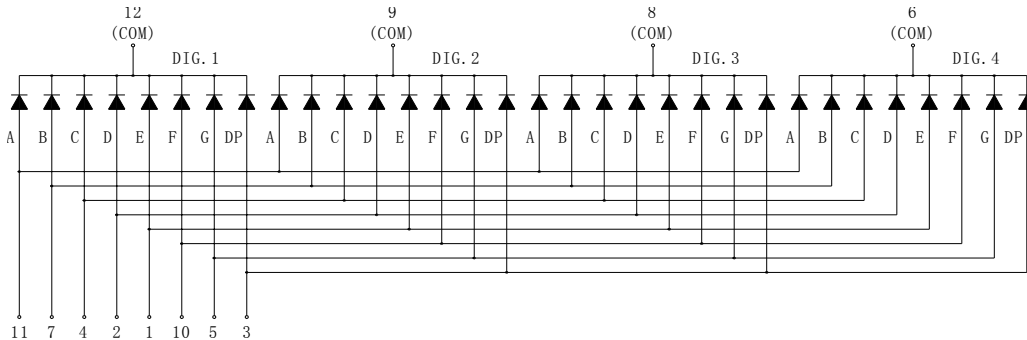 12 9 8 6
(COM) (COM) (COM) (COM)
DIG.1 DIG.2 DIG.3 DIG.4
A B C D E F G DP A B C D E F G DP A B C D E F G DP A B C D E F G DP
11 7 4 2 1 10 5 3